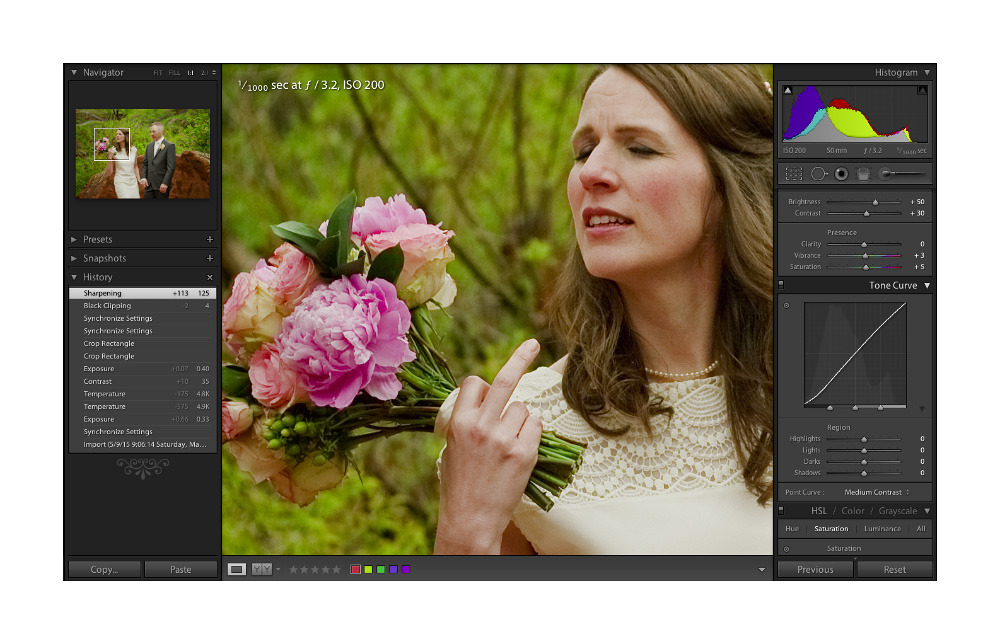 Navigator FIT FILL 1:1 2:1
Presets
Snapshots
History
Sharpening +113 125
Black Clipping 2 4
Synchronize Settings
Synchronize Settings
Crop Rectangle
Crop Rectangle
Exposure +0.07 0.40
Contrast +10 35
Temperature -175 4.8K
Temperature -575 4.9K
Exposure +0.66 0.33
Synchronize Settings
Import (5/9/15 9:06:14 Saturday, Ma...
Copy... Paste
1/1000 sec at ƒ / 3.2, ISO 200
YY
Histogram
ISO 200 50 mm ƒ / 3.2 1/1000 sec
Brightness + 50
Contrast + 30
Presence
Clarity 0
Vibrance + 3
Saturation + 5
Tone Curve
Region
Highlights 0
Lights 0
Darks 0
Shadows 0
Point Curve : Medium Contrast
HSL / Color / Grayscale
Hue Saturation Luminance All
Saturation
Previous Reset